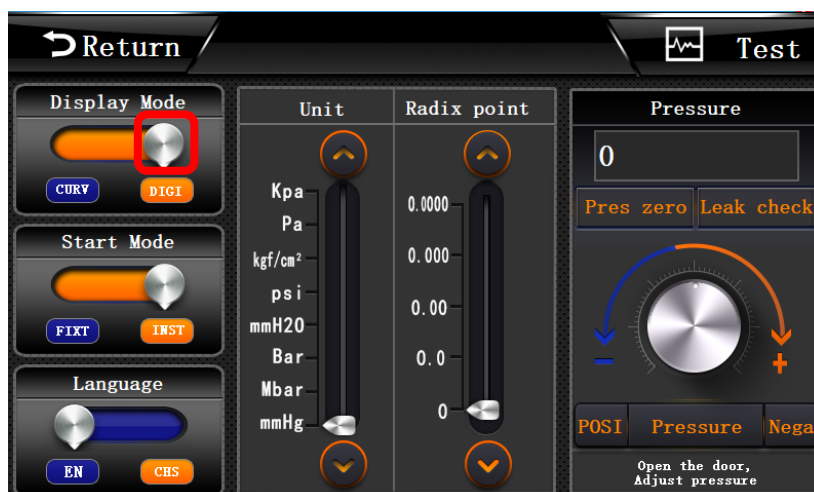 Return
Test
Display Mode
CURV
DIGI
Start Mode
FIXT
INST
Language
EN
CHS
Unit
Kpa
Pa
kgf/cm²
psi
mmH20
Bar
Mbar
mmHg
Radix point
0.0000
0.000
0.00
0.0
0
Pressure
0
Pres zero
Leak check
−
+
POSI
Pressure
Nega
Open the door,
Adjust pressure